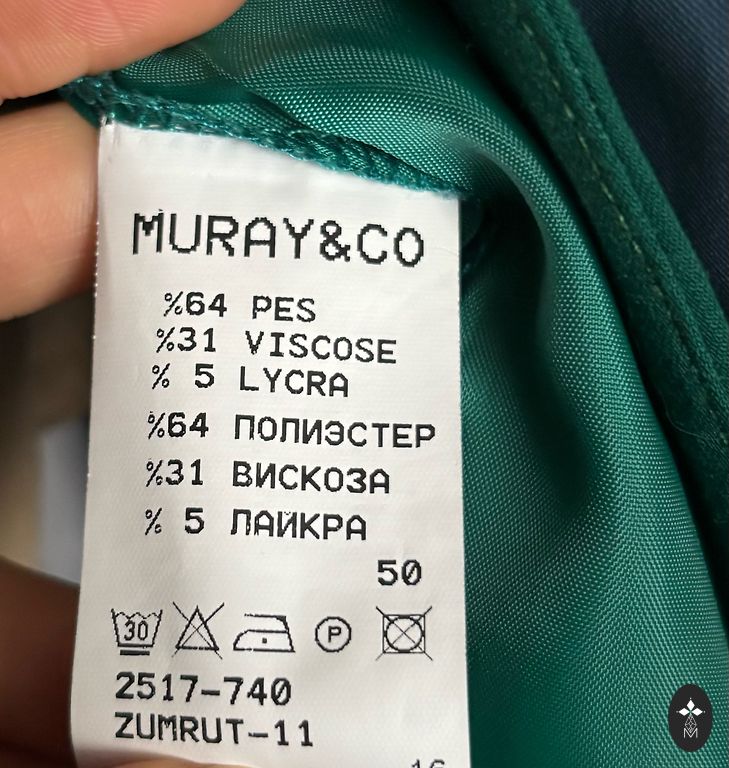 MURAY&CO
%64 PES
%31 VISCOSE
% 5 LYCRA
%64 ПОЛИЭСТЕР
%31 ВИСКОЗА
% 5 ЛАЙКРА
50
30 P
2517-740
ZUMRUT-11
M